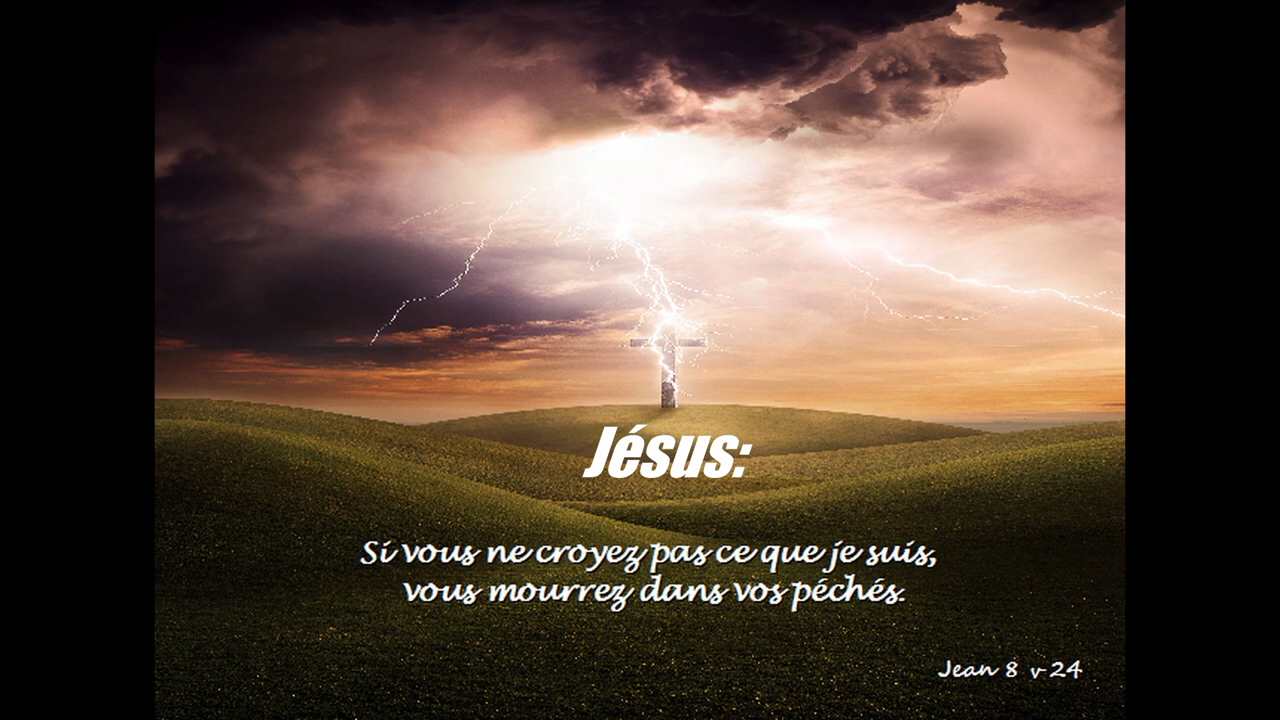 Jésus:
Si vous ne croyez pas ce que je suis,
vous mourrez dans vos péchés.
Jean 8 v 24